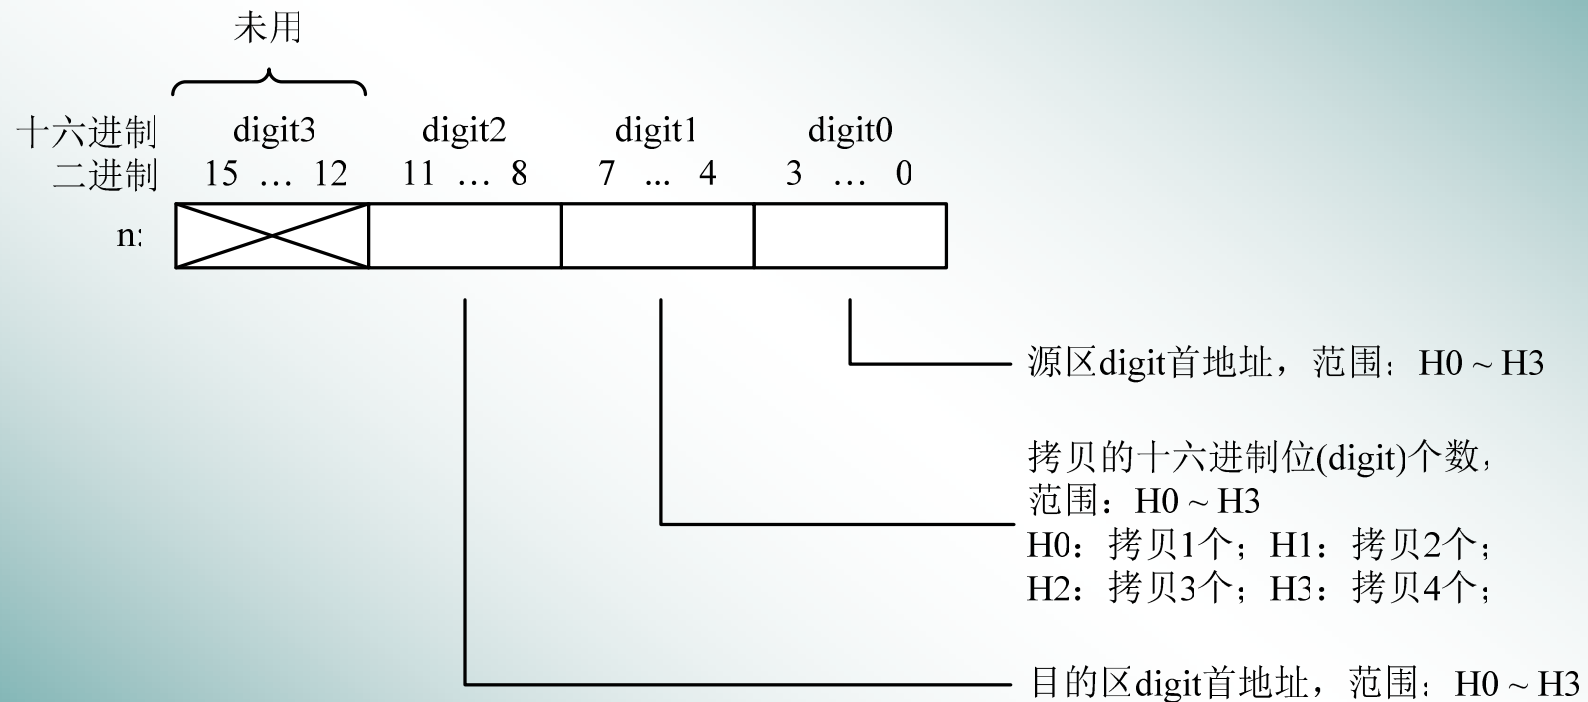 未用
十六进制 digit3 digit2 digit1 digit0
二进制 15 … 12 11 … 8 7 ... 4 3 … 0
n:
源区digit首地址，范围：H0 ~ H3
拷贝的十六进制位(digit)个数，
范围：H0 ~ H3
H0：拷贝1个；H1：拷贝2个；
H2：拷贝3个；H3：拷贝4个；
目的区digit首地址，范围：H0 ~ H3